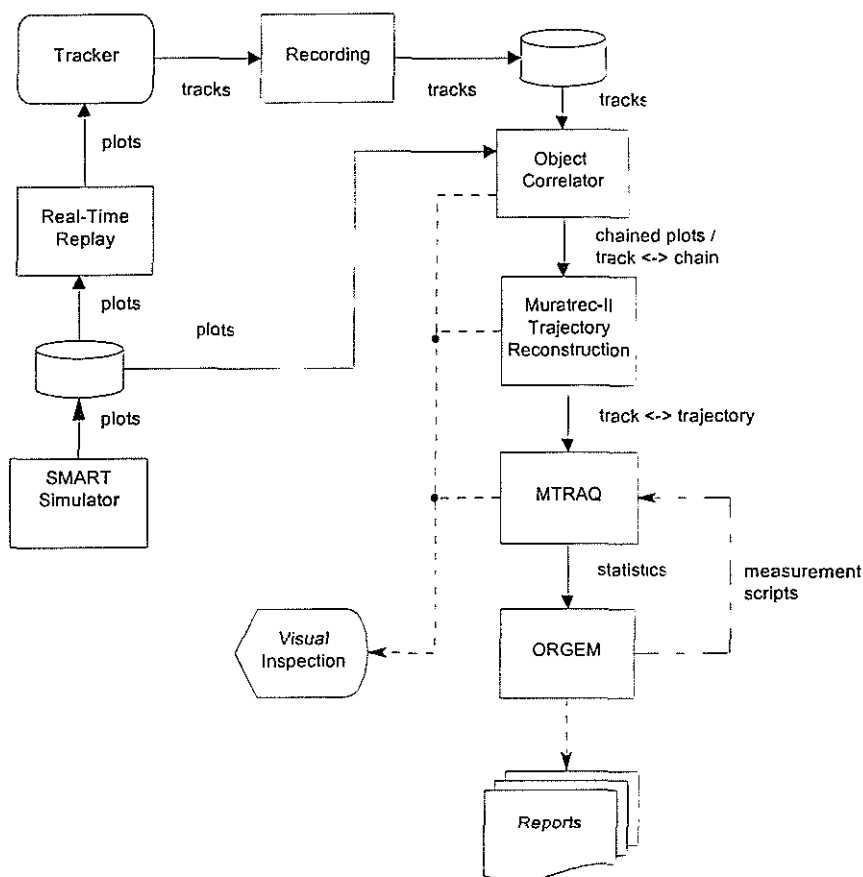 Tracker
Recording
tracks
tracks
tracks
plots
Object
Correlator
Real-Time
Replay
chained plots /
track <-> chain
plots
Muratrec-II
Trajectory
Reconstruction
plots
plots
track <-> trajectory
SMART
Simulator
MTRAQ
statistics
measurement
scripts
Visual
Inspection
ORGEM
Reports